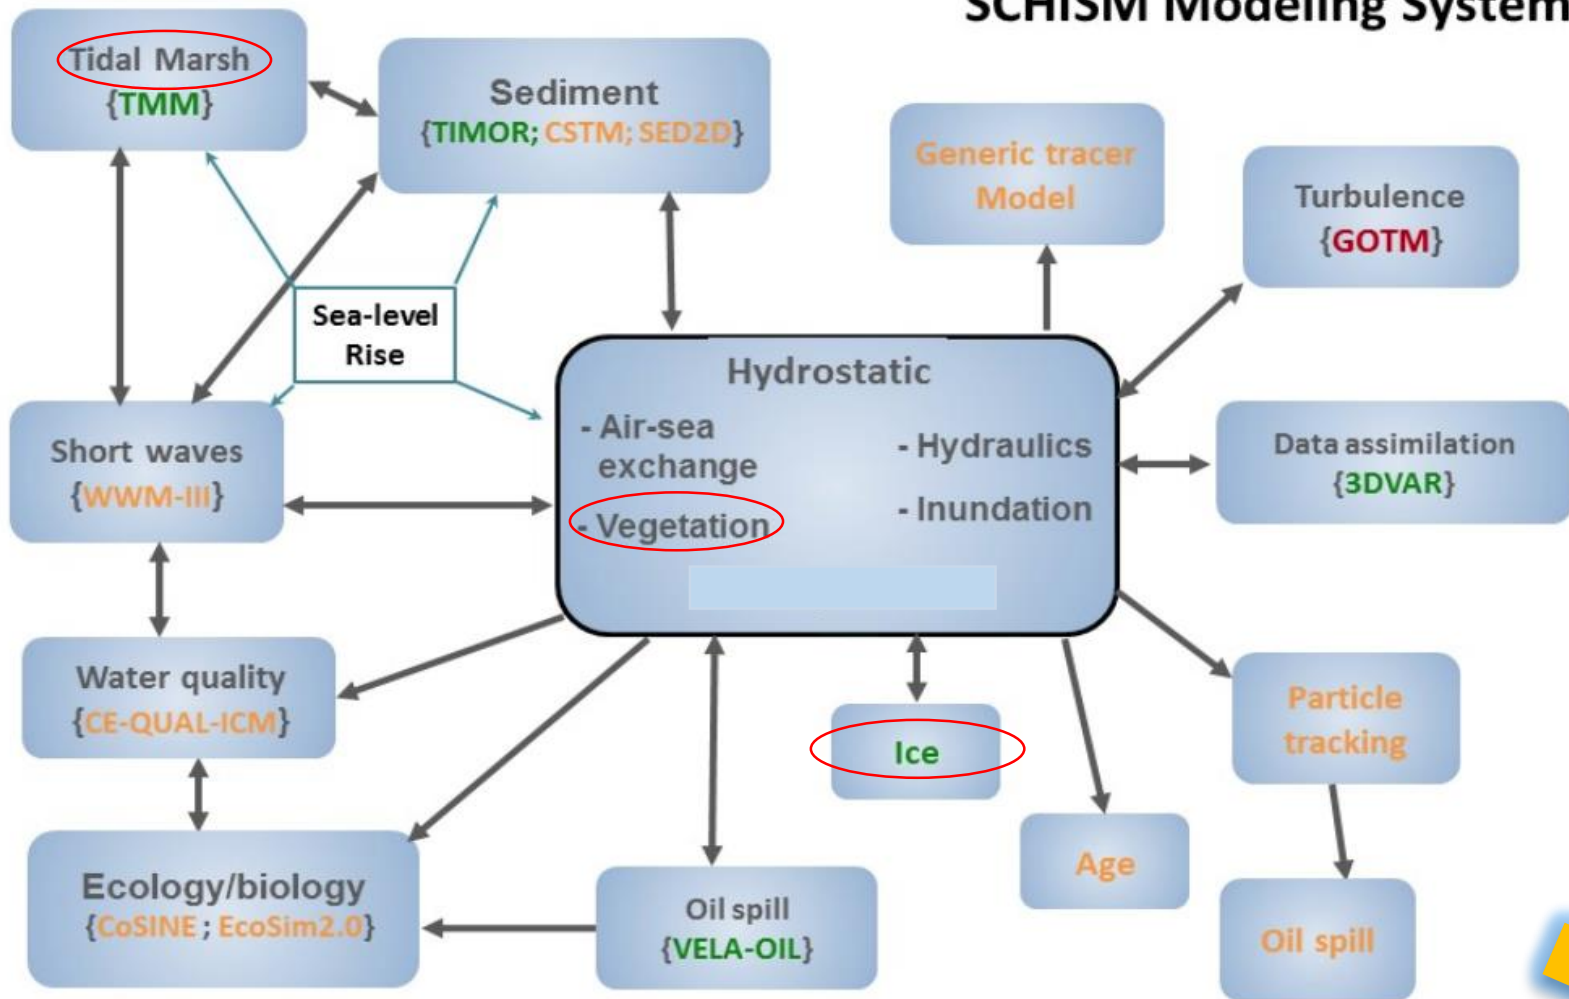 SCHISM Modeling System
Tidal Marsh
{TMM}
Sediment
{TIMOR; CSTM; SED2D}
Generic tracer
Model
Turbulence
{GOTM}
Sea-level
Rise
Hydrostatic
- Air-sea
exchange
- Vegetation
- Hydraulics
- Inundation
Data assimilation
{3DVAR}
Short waves
{WWM-III}
Water quality
{CE-QUAL-ICM}
Ice
Particle
tracking
Age
Ecology/biology
{CoSINE ; EcoSim2.0}
Oil spill
{VELA-OIL}
Oil spill